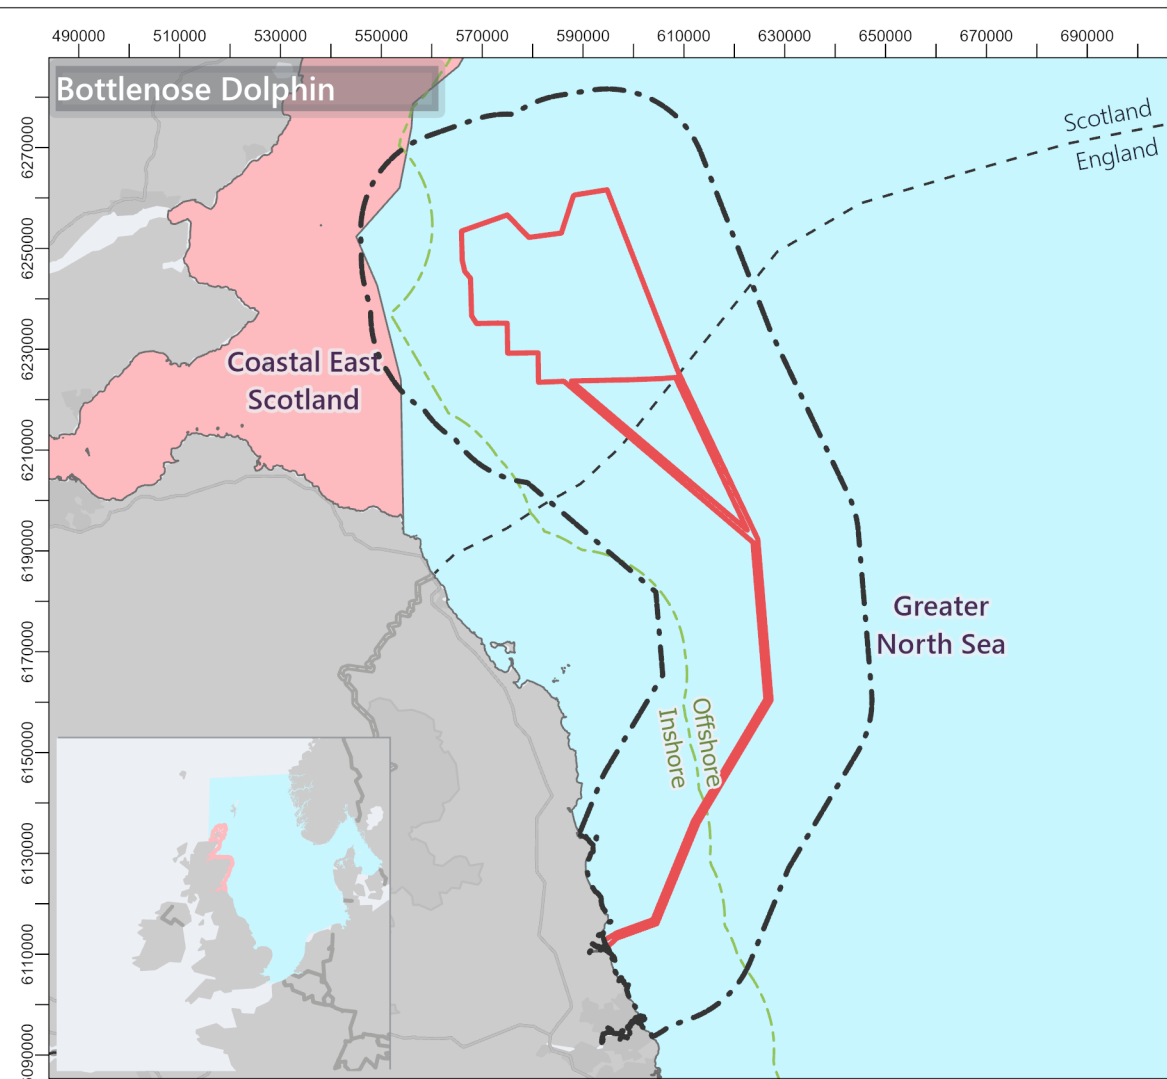 490000 510000 530000 550000 570000 590000 610000 630000 650000 670000 690000
Bottlenose Dolphin
Scotland
England
6270000
6250000
6230000
6210000
6190000
6170000
6150000
6130000
6110000
6090000
Coastal East
Scotland
Greater
North Sea
Offshore
Inshore